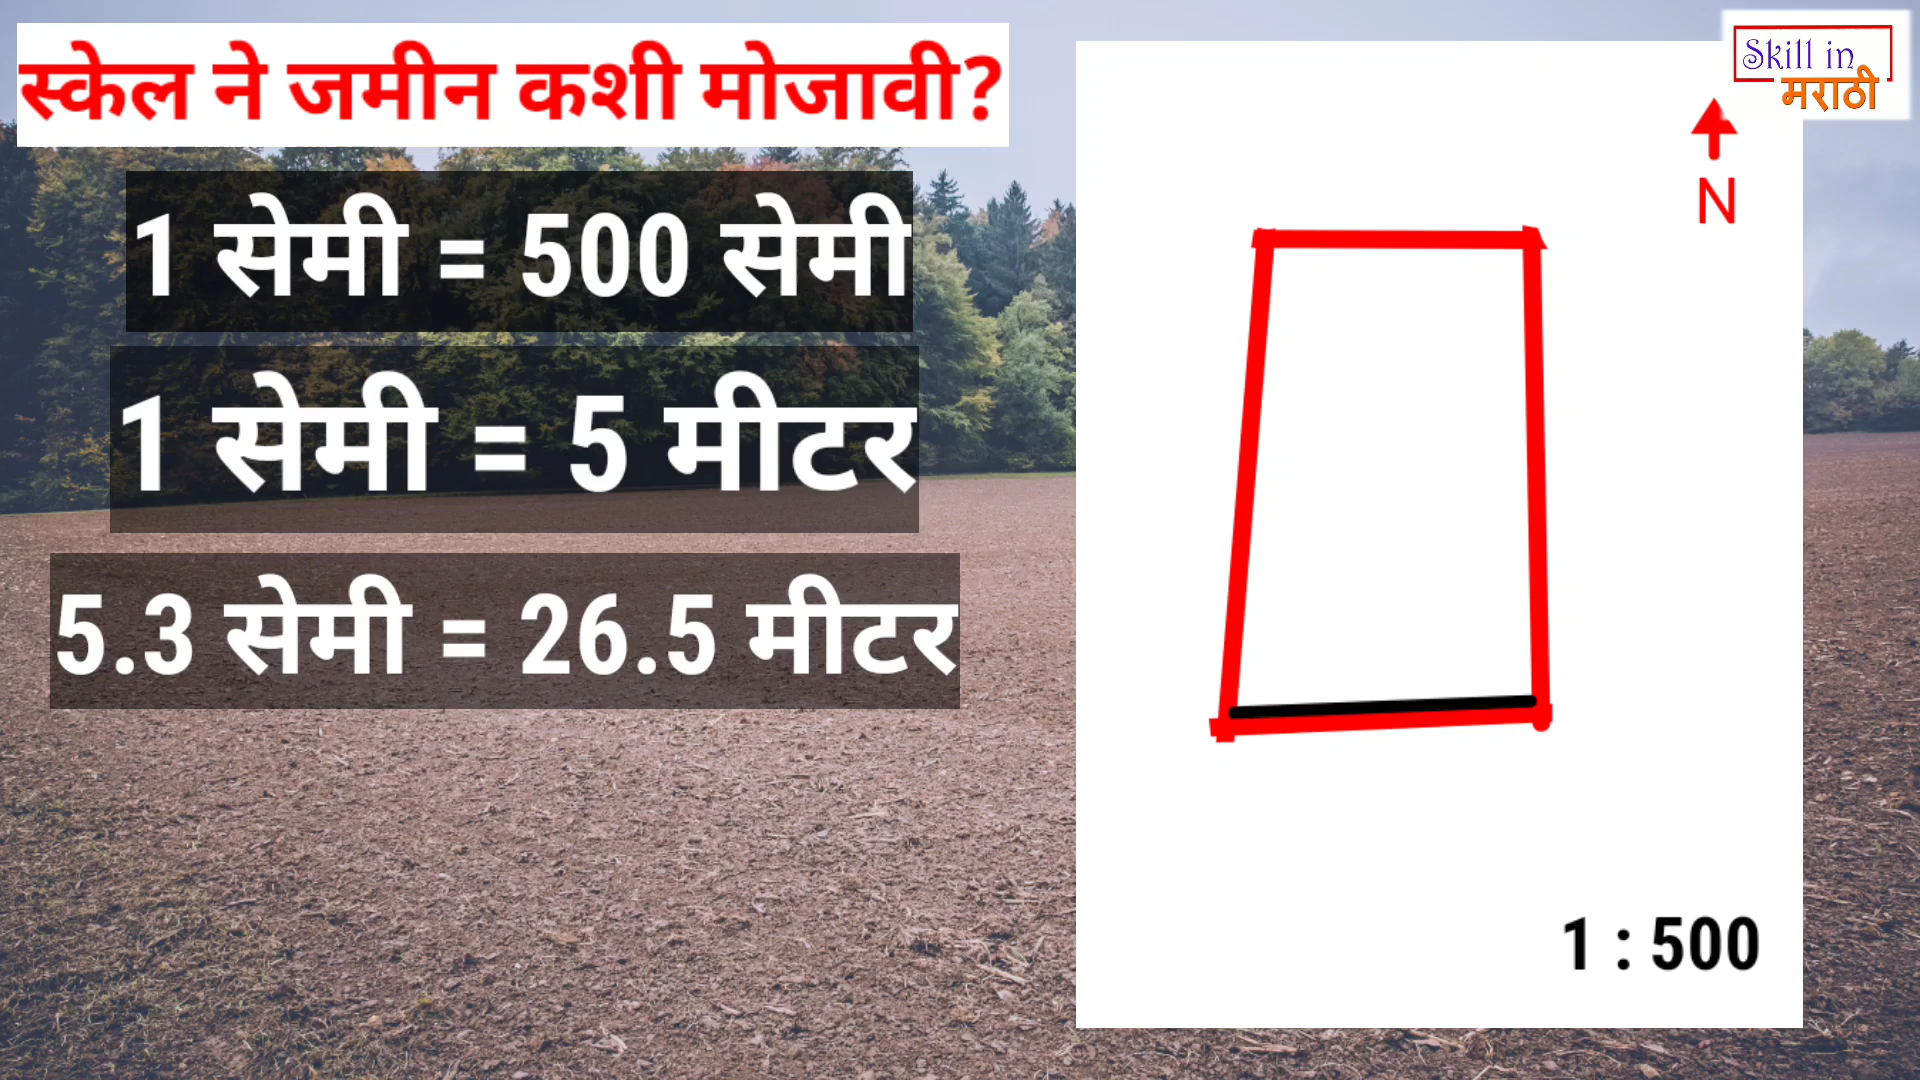 स्केल ने जमीन कशी मोजावी?
1 सेमी = 500 सेमी
1 सेमी = 5 मीटर
5.3 सेमी = 26.5 मीटर
Skill in
मराठी
N
1 : 500